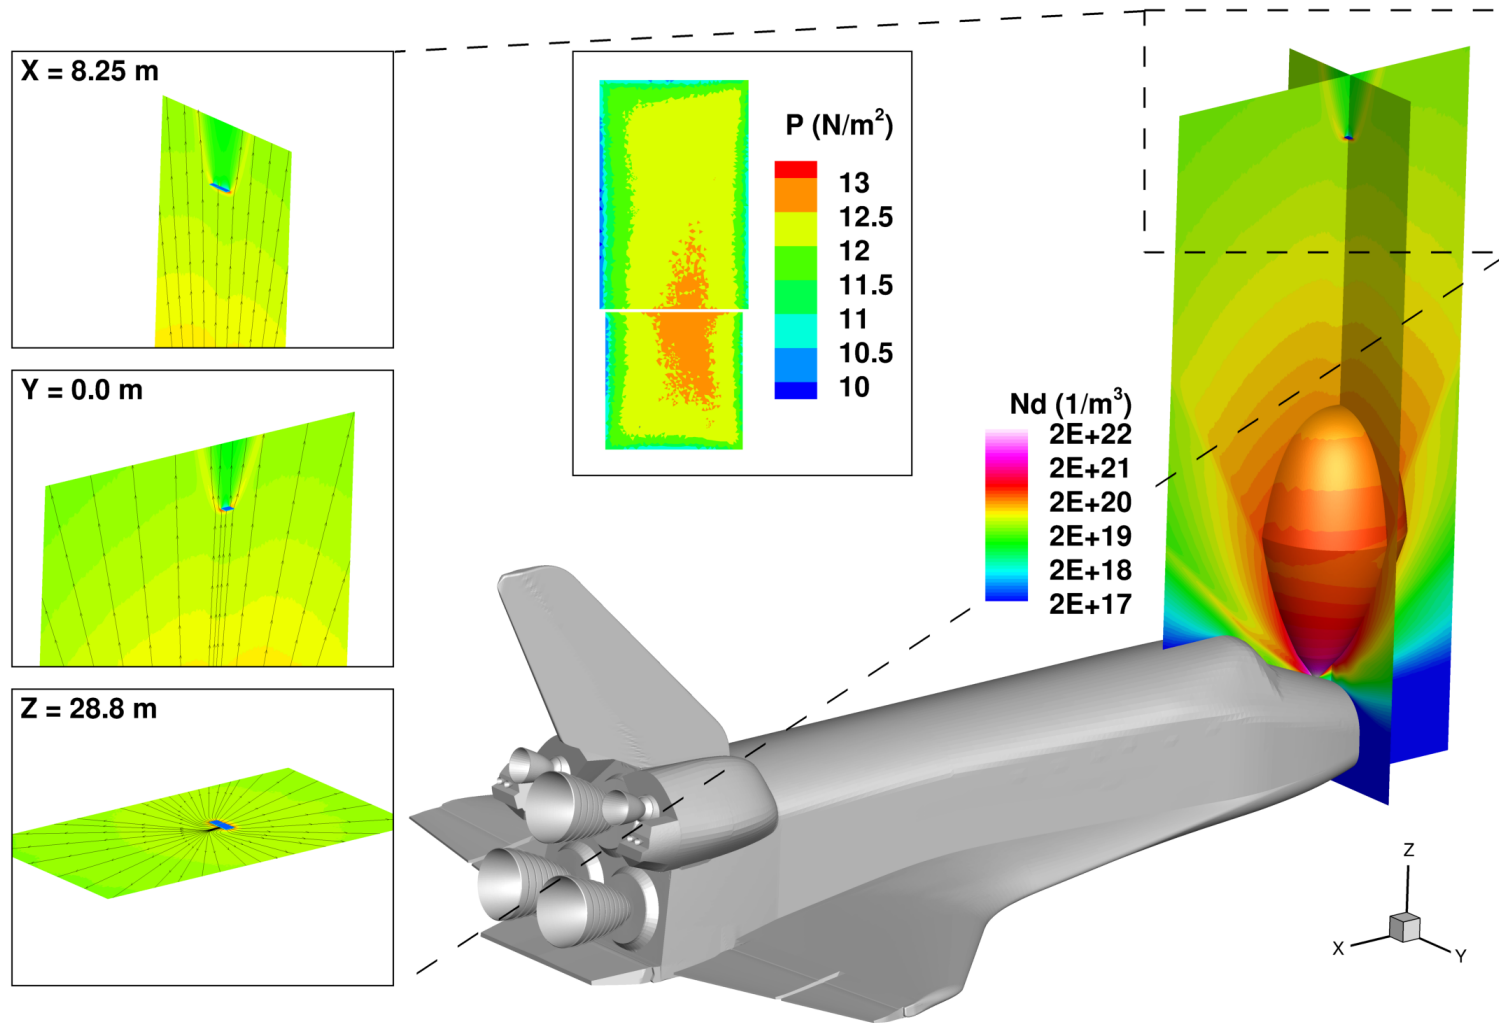 X = 8.25 m
Y = 0.0 m
Z = 28.8 m
P (N/m²)
13
12.5
12
11.5
11
10.5
10
Nd (1/m³)
2E+22
2E+21
2E+20
2E+19
2E+18
2E+17
Z
X
Y